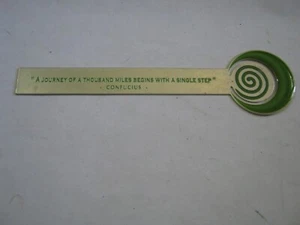 "A JOURNEY OF A THOUSAND MILES BEGINS WITH A SINGLE STEP"
- CONFUCIUS -